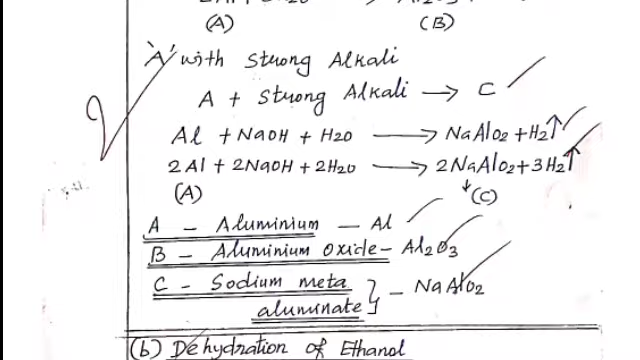 (A) (B)
'A' with Strong Alkali
A + Strong Alkali ⟶ C
Al + NaOH + H2O ⟶ NaAlO2 + H2↑
2Al + 2NaOH + 2H2O ⟶ 2NaAlO2 + 3H2↑
(A) ↓(C)
A - Aluminium - Al
B - Aluminium Oxide - Al2O3
C - Sodium meta
aluminate } - NaAlO2
(b) Dehydration of Ethanol